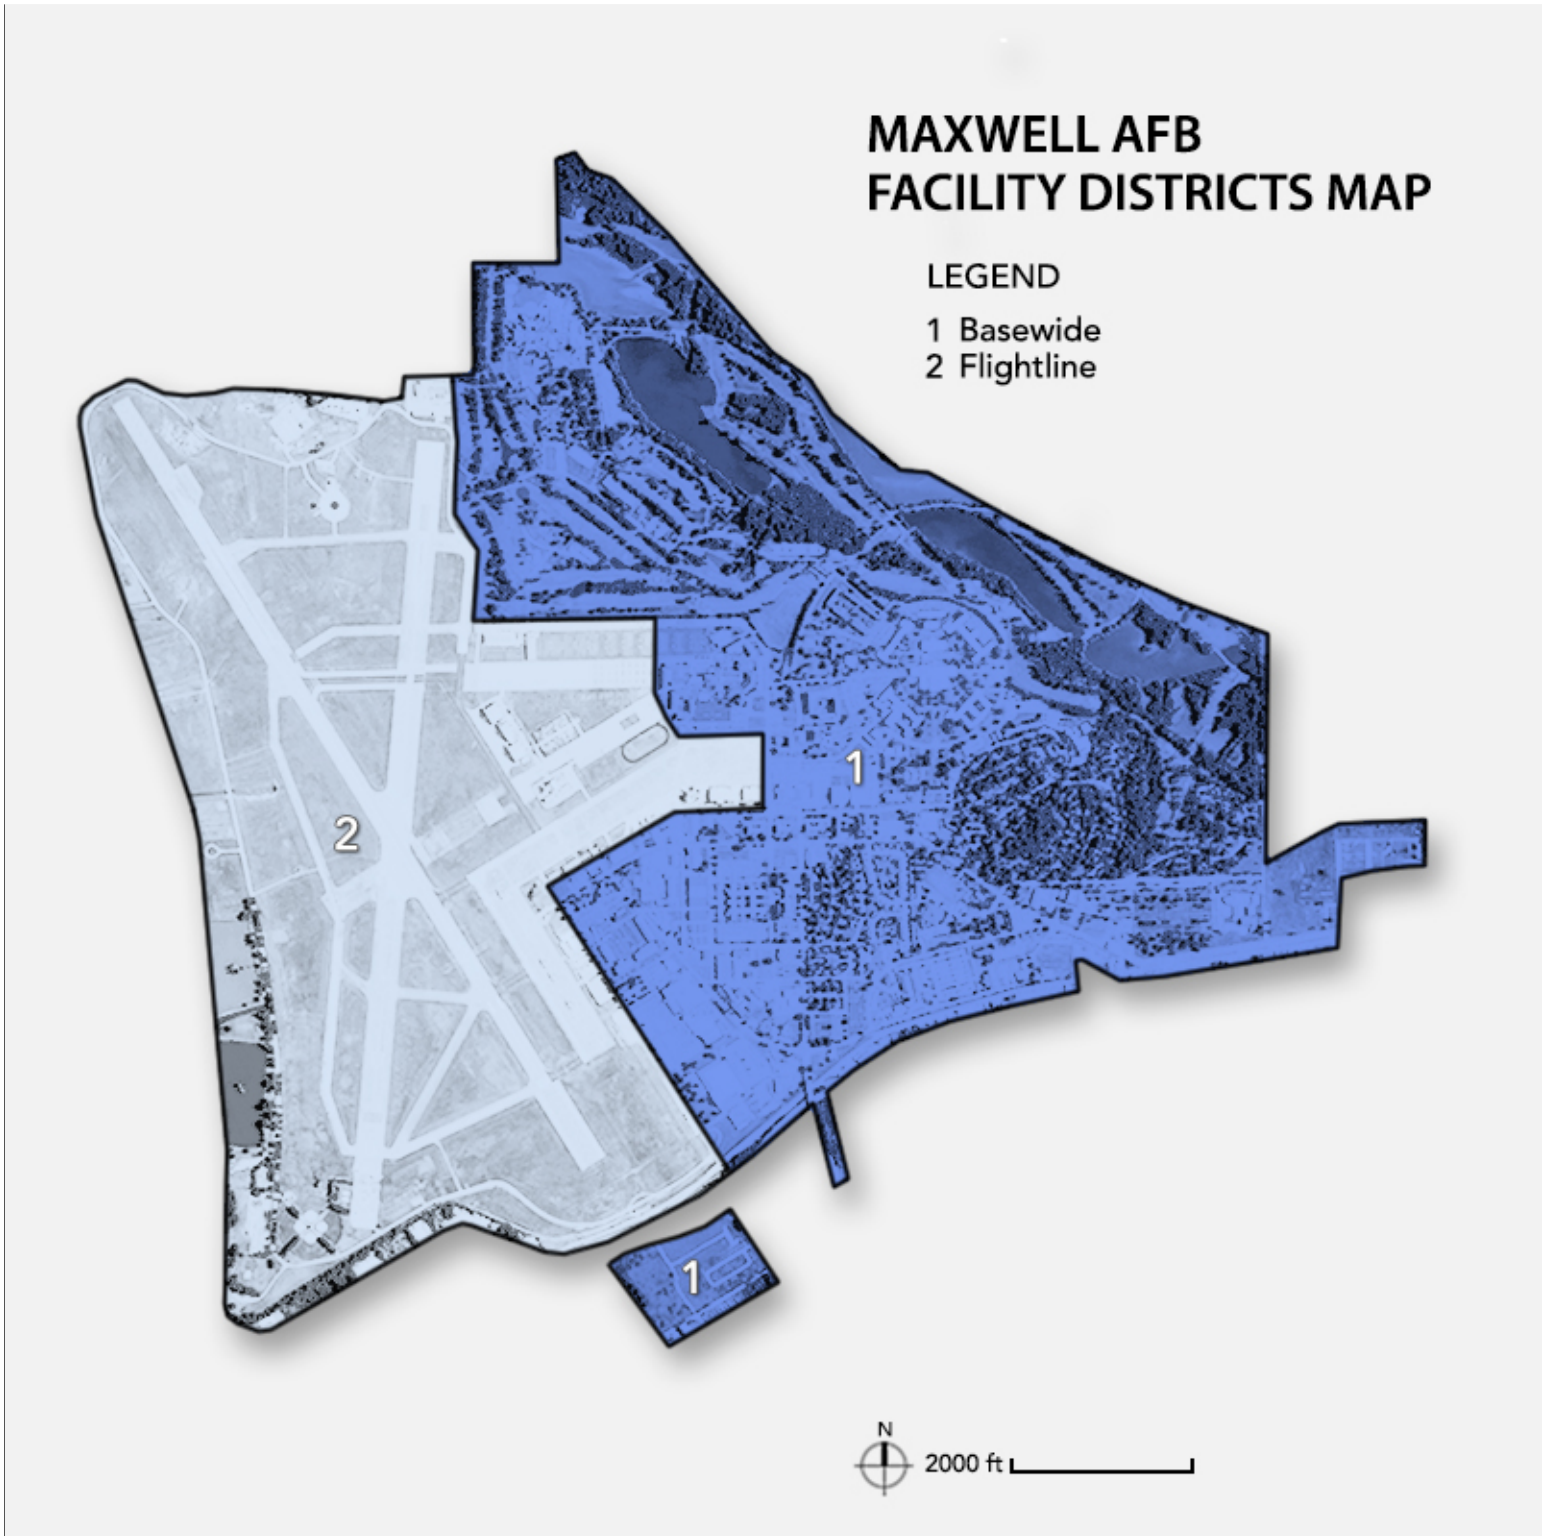 MAXWELL AFB
FACILITY DISTRICTS MAP
LEGEND
1 Basewide
2 Flightline
1
2
1
N
2000 ft